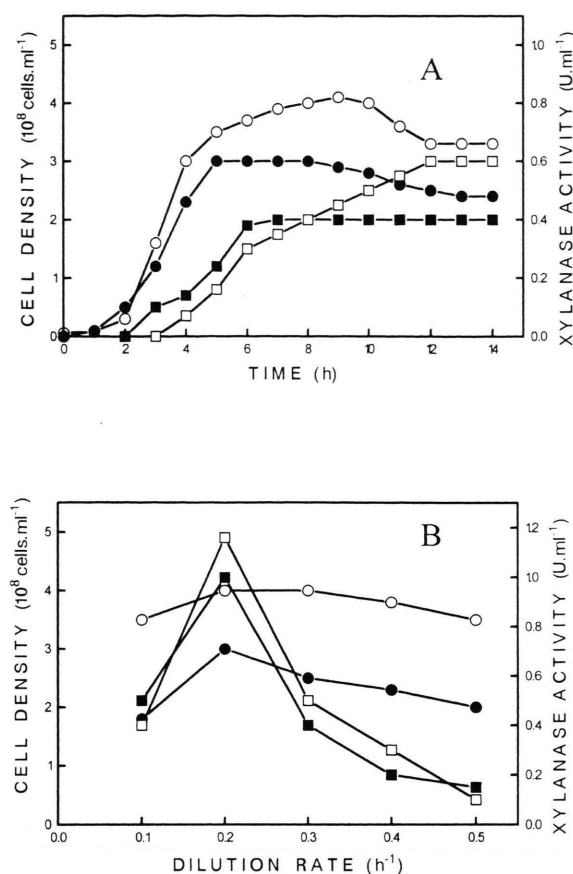 A
CELL DENSITY (10⁸ cells.ml⁻¹)
5
4
3
2
1
0
XYLANASE ACTIVITY (U.ml⁻¹)
1.0
0.8
0.6
0.4
0.2
0.0
0 2 4 6 8 10 12 14
TIME (h)
B
CELL DENSITY (10⁸ cells.ml⁻¹)
5
4
3
2
1
0
XYLANASE ACTIVITY (U.ml⁻¹)
1.2
1.0
0.8
0.6
0.4
0.2
0.0
0.0 0.1 0.2 0.3 0.4 0.5
DILUTION RATE (h⁻¹)